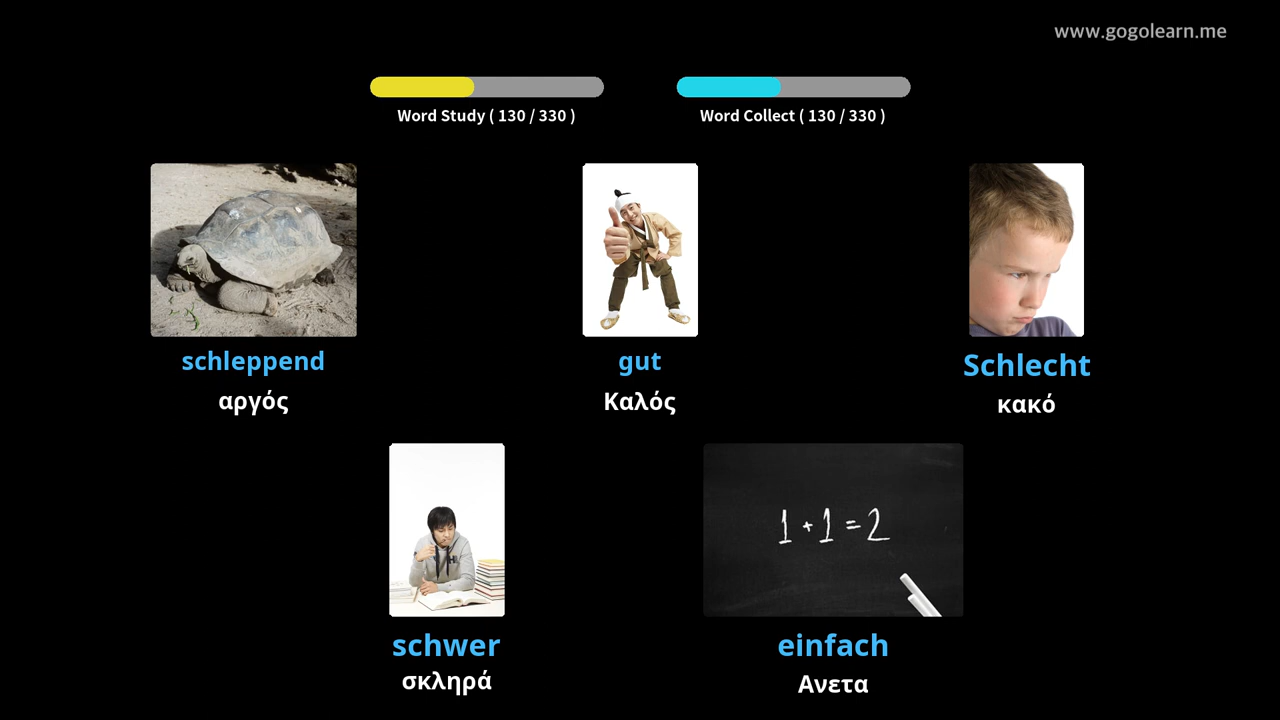 www.gogolearn.me
Word Study ( 130 / 330 )
Word Collect ( 130 / 330 )
schleppend
αργός
gut
Καλός
Schlecht
κακό
1 + 1 = 2
schwer
σκληρά
einfach
Ανετα